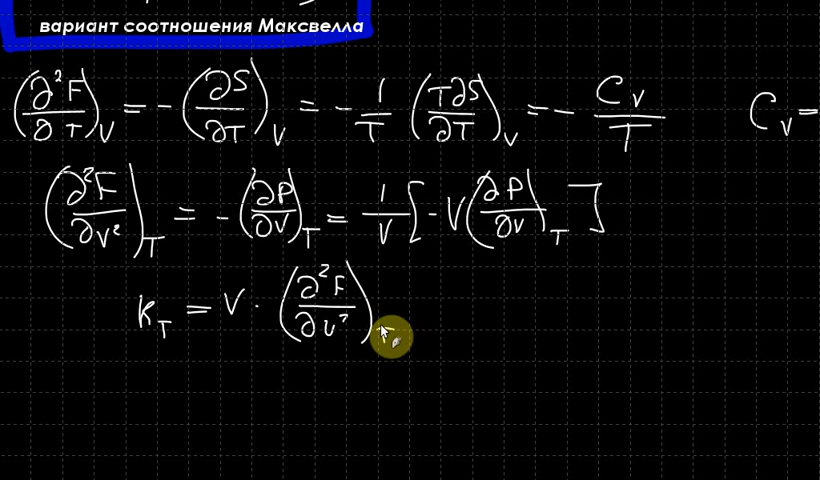 вариант соотношения Максвелла
(∂²F/∂T)_V = -(∂S/∂T)_V = -1/T (T∂S/∂T)_V = - C_V/T C_V =
(∂²F/∂V²)_T = -(∂P/∂V)_T = 1/V [-V(∂P/∂V)_T]
K_T = V · (∂²F/∂V²)_T